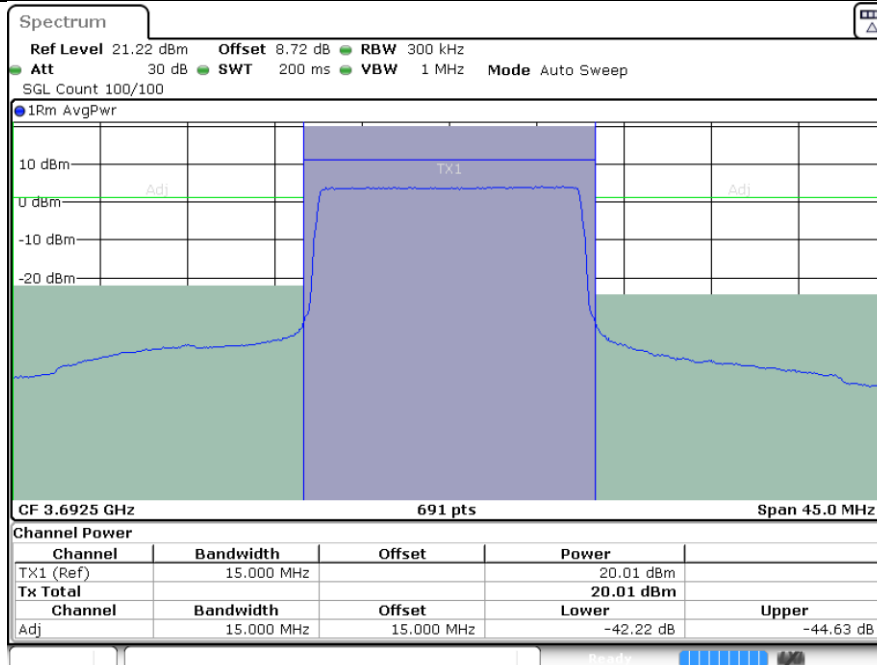 Spectrum
Ref Level 21.22 dBm Offset 8.72 dB RBW 300 kHz
Att 30 dB SWT 200 ms VBW 1 MHz Mode Auto Sweep
SGL Count 100/100
1Rm AvgPwr
10 dBm
TX1
Adj Adj
0 dBm
-10 dBm
-20 dBm
CF 3.6925 GHz 691 pts Span 45.0 MHz
Channel Power
Channel Bandwidth Offset Power
TX1 (Ref) 15.000 MHz 20.01 dBm
Tx Total 20.01 dBm
Channel Bandwidth Offset Lower Upper
Adj 15.000 MHz 15.000 MHz -42.22 dB -44.63 dB
Ready